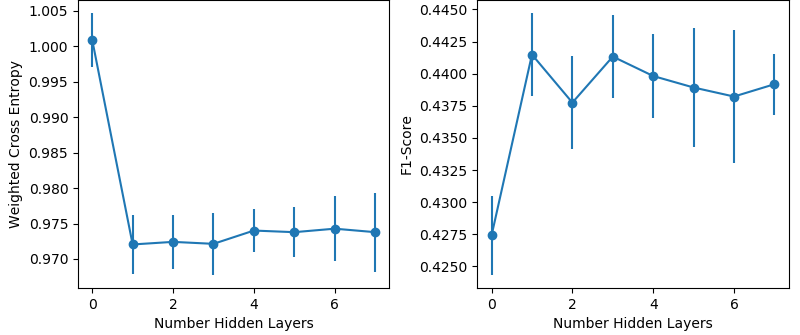 1.005
1.000
0.995
0.990
0.985
0.980
0.975
0.970
Weighted Cross Entropy
0 2 4 6
Number Hidden Layers
0.4450
0.4425
0.4400
0.4375
0.4350
0.4325
0.4300
0.4275
0.4250
F1-Score
0 2 4 6
Number Hidden Layers